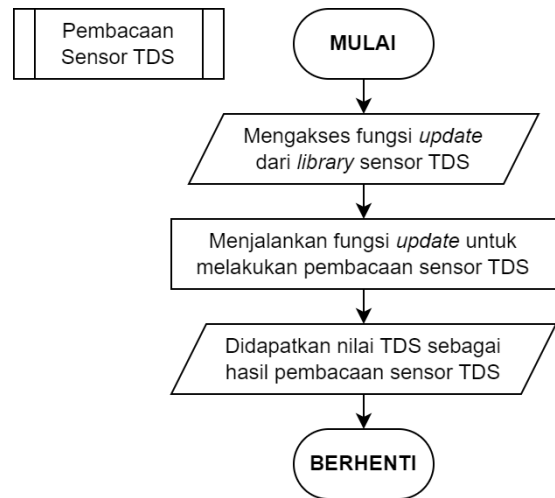 Pembacaan
Sensor TDS
MULAI
Mengakses fungsi update
dari library sensor TDS
Menjalankan fungsi update untuk
melakukan pembacaan sensor TDS
Didapatkan nilai TDS sebagai
hasil pembacaan sensor TDS
BERHENTI